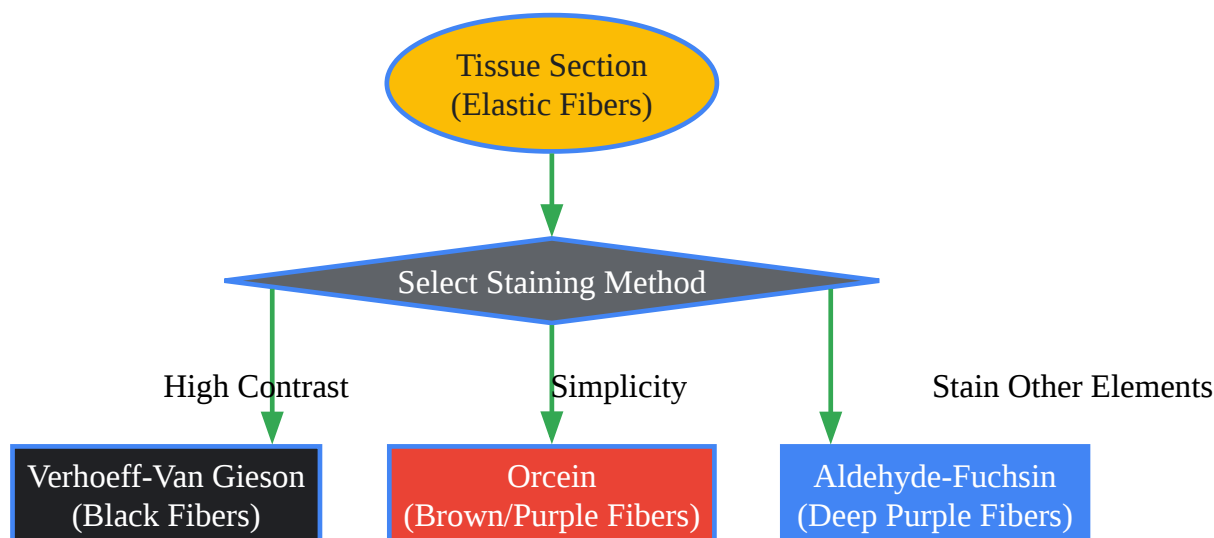 Tissue Section
(Elastic Fibers)
Select Staining Method
High Contrast
Simplicity
Stain Other Elements
Verhoeff-Van Gieson
(Black Fibers)
Orcein
(Brown/Purple Fibers)
Aldehyde-Fuchsin
(Deep Purple Fibers)